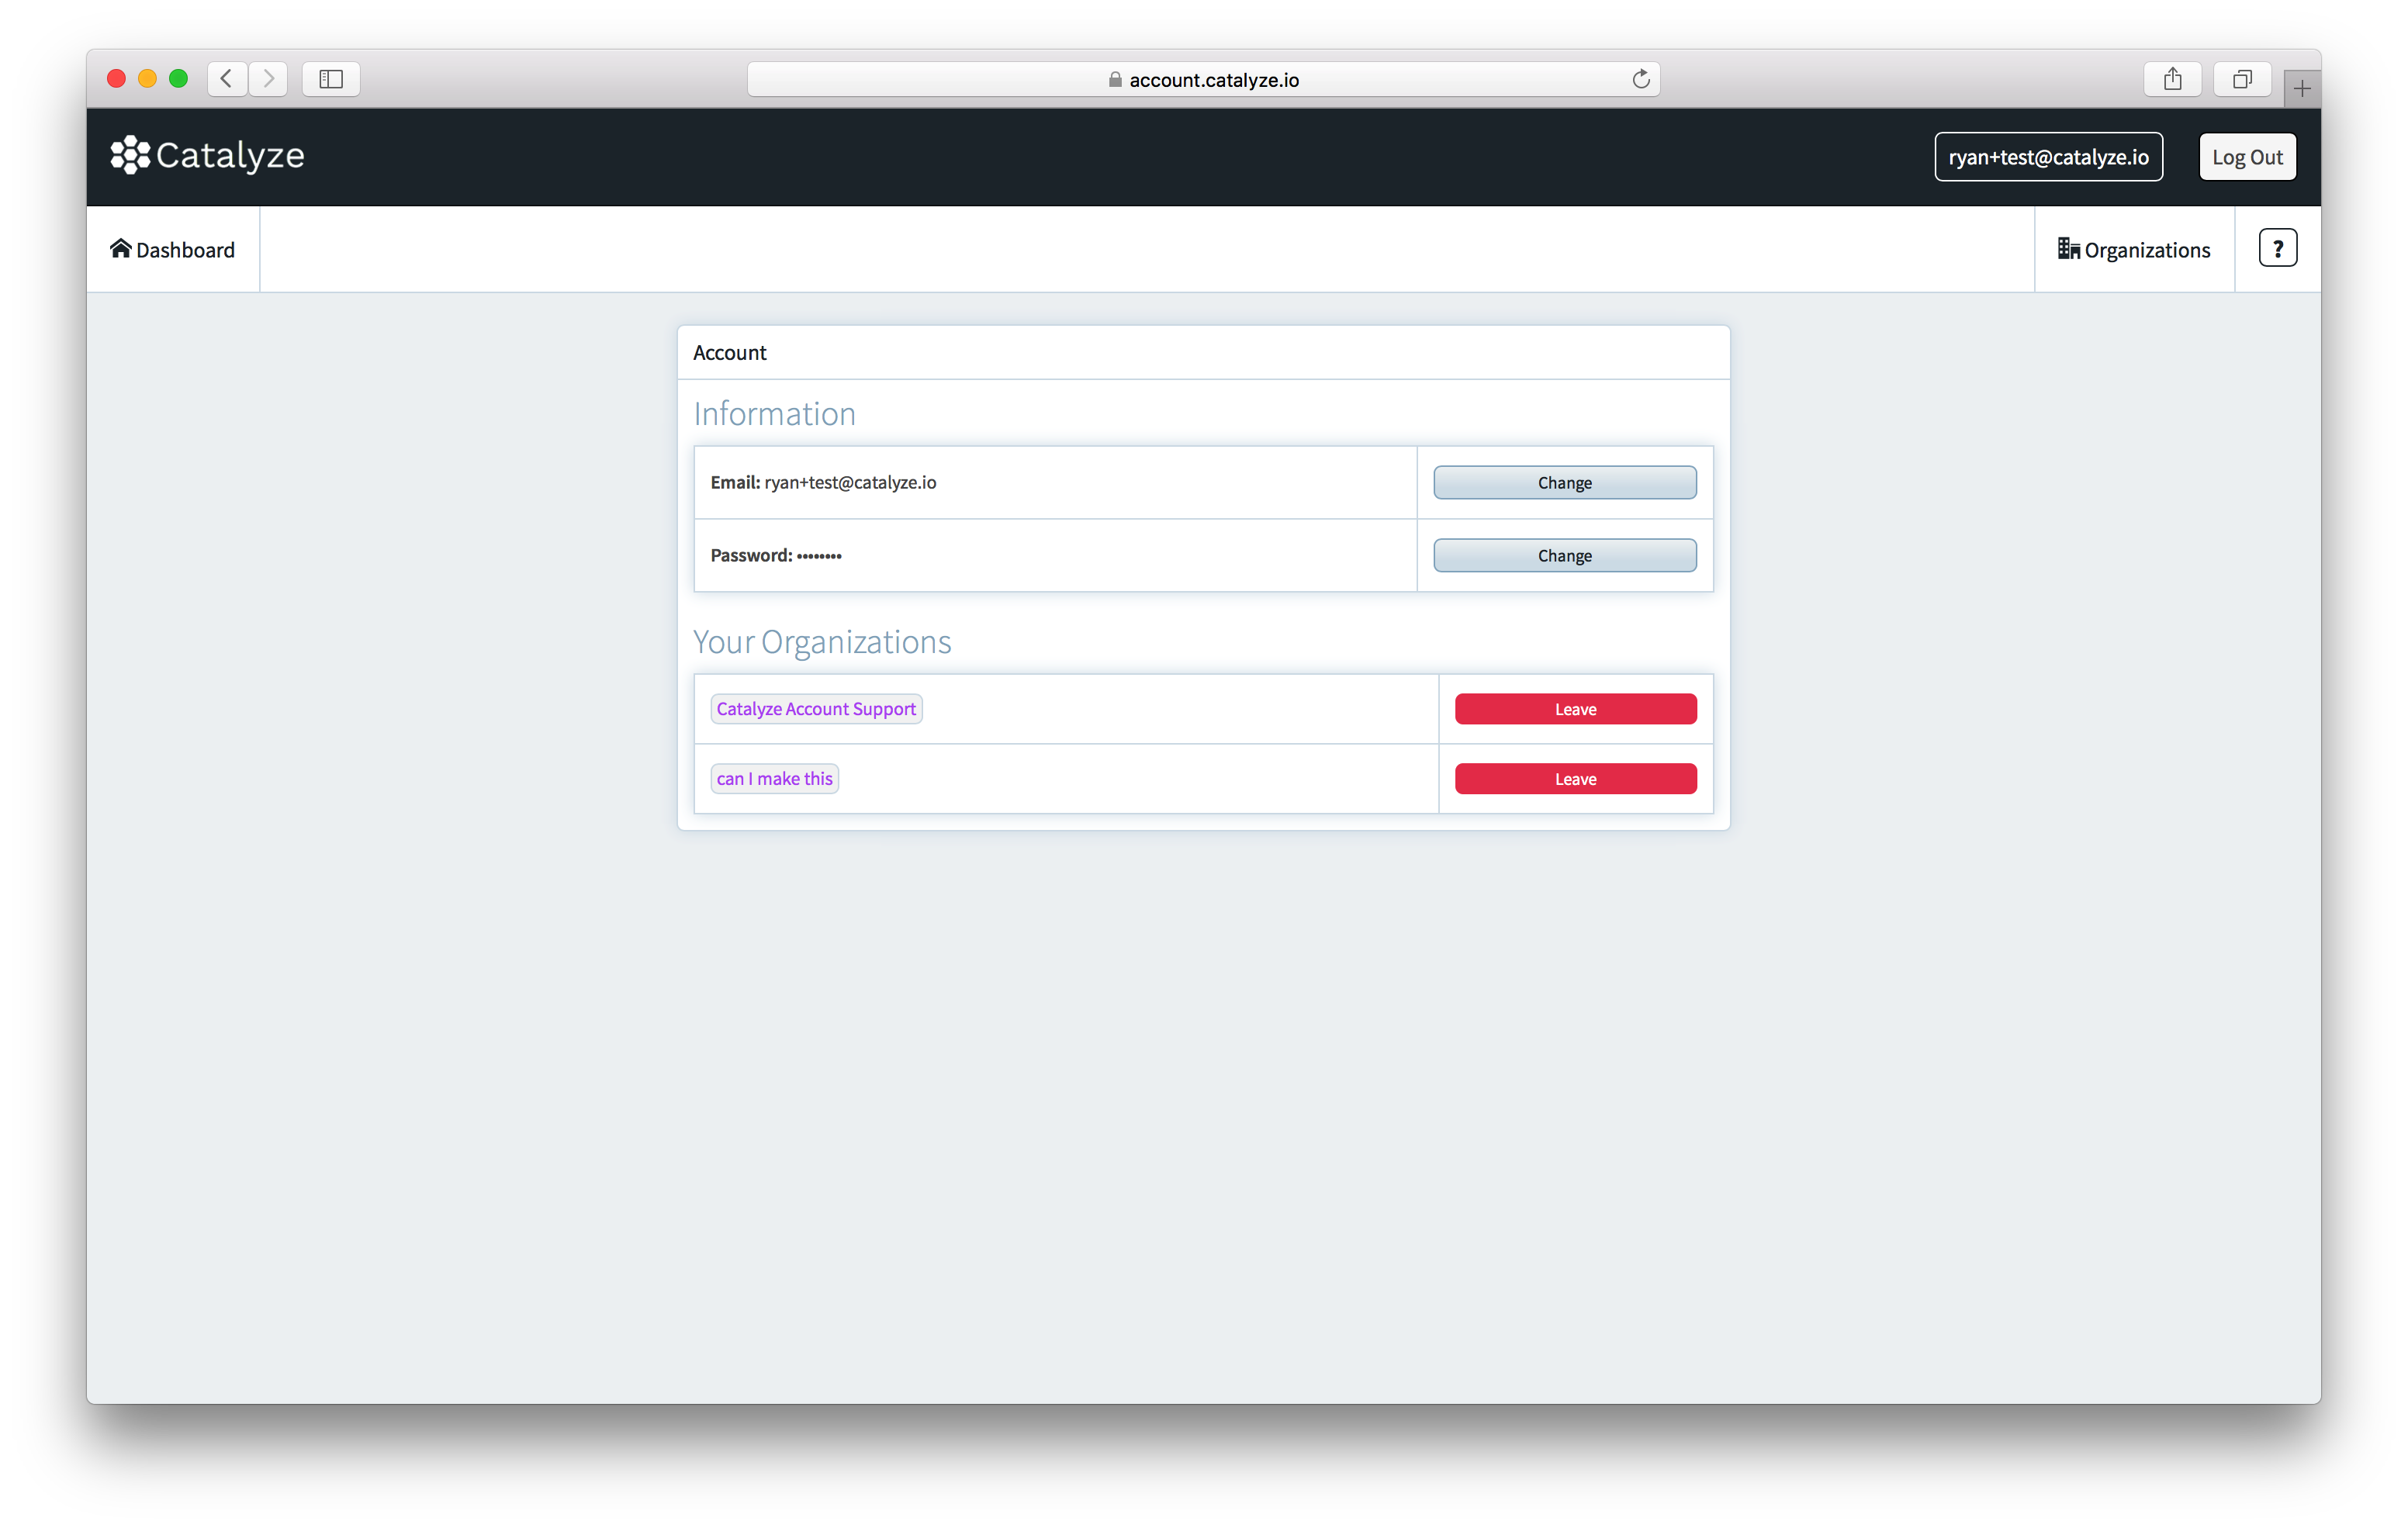 account.catalyze.io
Catalyze
ryan+test@catalyze.io
Log Out
Dashboard
Organizations
?
Account
Information
Email: ryan+test@catalyze.io
Change
Password: ••••••••
Change
Your Organizations
Catalyze Account Support
Leave
can I make this
Leave